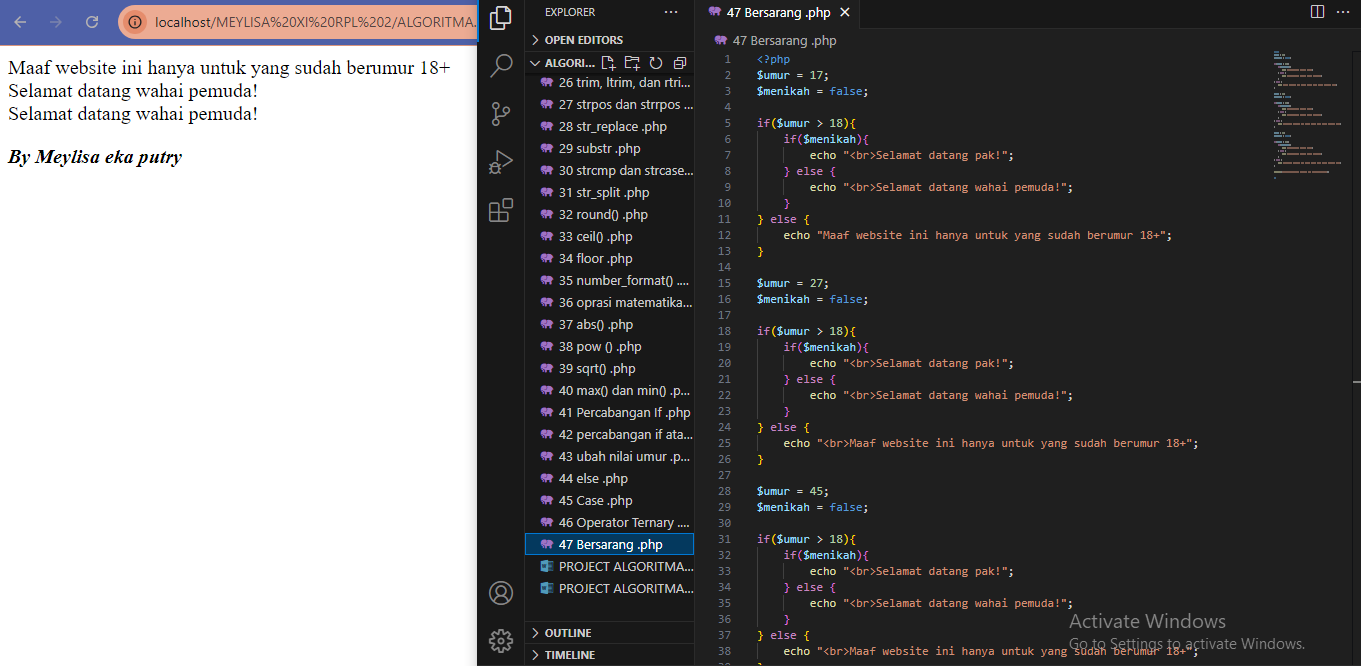 localhost/MEYLISA%20XI%20RPL%202/ALGORITMA.
Maaf website ini hanya untuk yang sudah berumur 18+
Selamat datang wahai pemuda!
Selamat datang wahai pemuda!
By Meylisa eka putry
EXPLORER
OPEN EDITORS
ALGORI...
26 trim, ltrim, dan rtri...
27 strpos dan strrpos ...
28 str_replace .php
29 substr .php
30 strcmp dan strcase...
31 str_split .php
32 round() .php
33 ceil() .php
34 floor .php
35 number_format() ....
36 oprasi matematika...
37 abs() .php
38 pow () .php
39 sqrt() .php
40 max() dan min() .p...
41 Percabangan If .php
42 percabangan if ata...
43 ubah nilai umur .p...
44 else .php
45 Case .php
46 Operator Ternary ....
47 Bersarang .php
PROJECT ALGORITMA...
PROJECT ALGORITMA...
OUTLINE
TIMELINE
47 Bersarang .php
47 Bersarang .php
1 <?php
2 $umur = 17;
3 $menikah = false;
4
5 if($umur > 18){
6 if($menikah){
7 echo "<br>Selamat datang pak!";
8 } else {
9 echo "<br>Selamat datang wahai pemuda!";
10 }
11 } else {
12 echo "Maaf website ini hanya untuk yang sudah berumur 18+";
13 }
14
15 $umur = 27;
16 $menikah = false;
17
18 if($umur > 18){
19 if($menikah){
20 echo "<br>Selamat datang pak!";
21 } else {
22 echo "<br>Selamat datang wahai pemuda!";
23 }
24 } else {
25 echo "<br>Maaf website ini hanya untuk yang sudah berumur 18+";
26 }
27
28 $umur = 45;
29 $menikah = false;
30
31 if($umur > 18){
32 if($menikah){
33 echo "<br>Selamat datang pak!";
34 } else {
35 echo "<br>Selamat datang wahai pemuda!";
36 }
37 } else {
38 echo "<br>Maaf website ini hanya untuk yang sudah berumur 18+";
Activate Windows
Go to Settings to activate Windows.